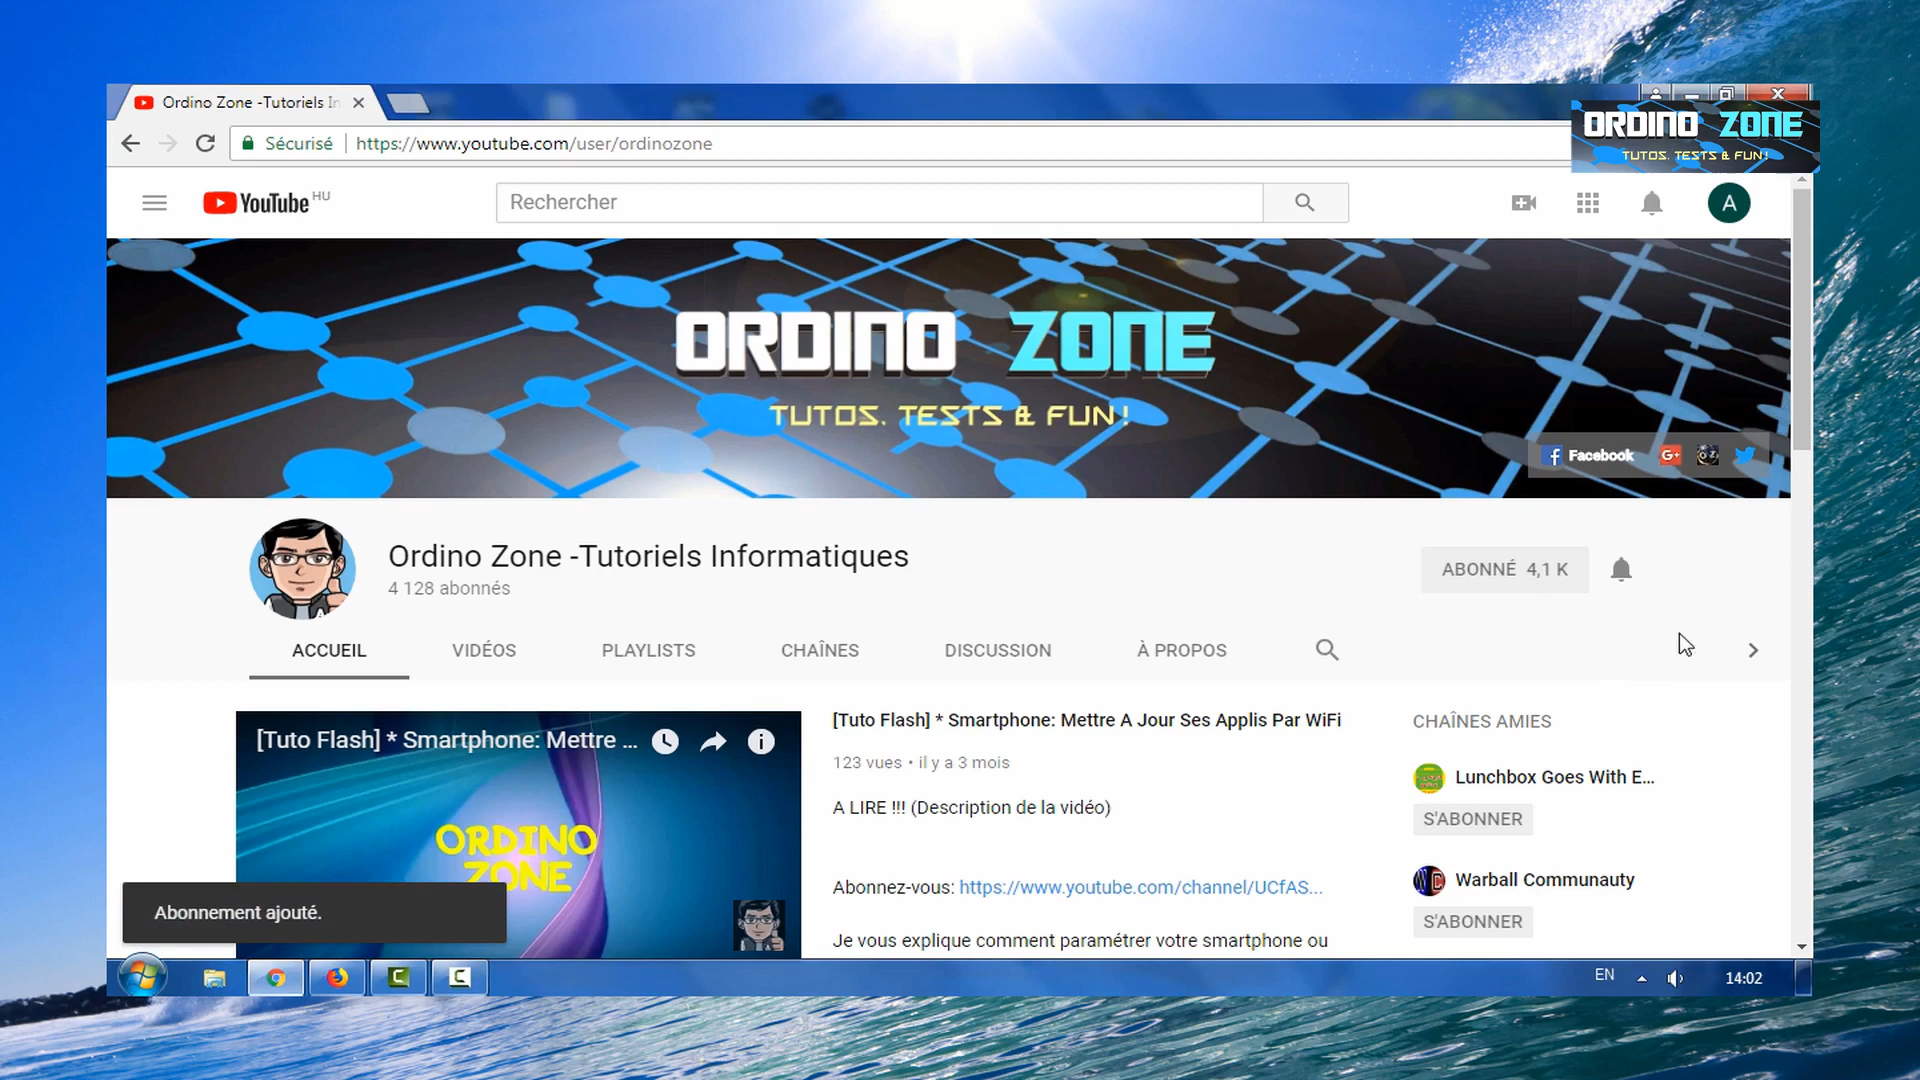 Ordino Zone -Tutoriels In
Sécurisé https://www.youtube.com/user/ordinozone
ORDINO ZONE
TUTOS. TESTS & FUN!
YouTube HU
Rechercher
A
ORDINO ZONE
TUTOS. TESTS & FUN!
Facebook G+
Ordino Zone -Tutoriels Informatiques
4 128 abonnés
ABONNÉ 4,1 K
ACCUEIL VIDÉOS PLAYLISTS CHAÎNES DISCUSSION À PROPOS
[Tuto Flash] * Smartphone: Mettre ...
ORDINO
ZONE
[Tuto Flash] * Smartphone: Mettre A Jour Ses Applis Par WiFi
123 vues • il y a 3 mois
A LIRE !!! (Description de la vidéo)
Abonnez-vous: https://www.youtube.com/channel/UCfAS...
Je vous explique comment paramétrer votre smartphone ou
CHAÎNES AMIES
Lunchbox Goes With E...
S'ABONNER
Warball Communauty
S'ABONNER
Abonnement ajouté.
EN 14:02